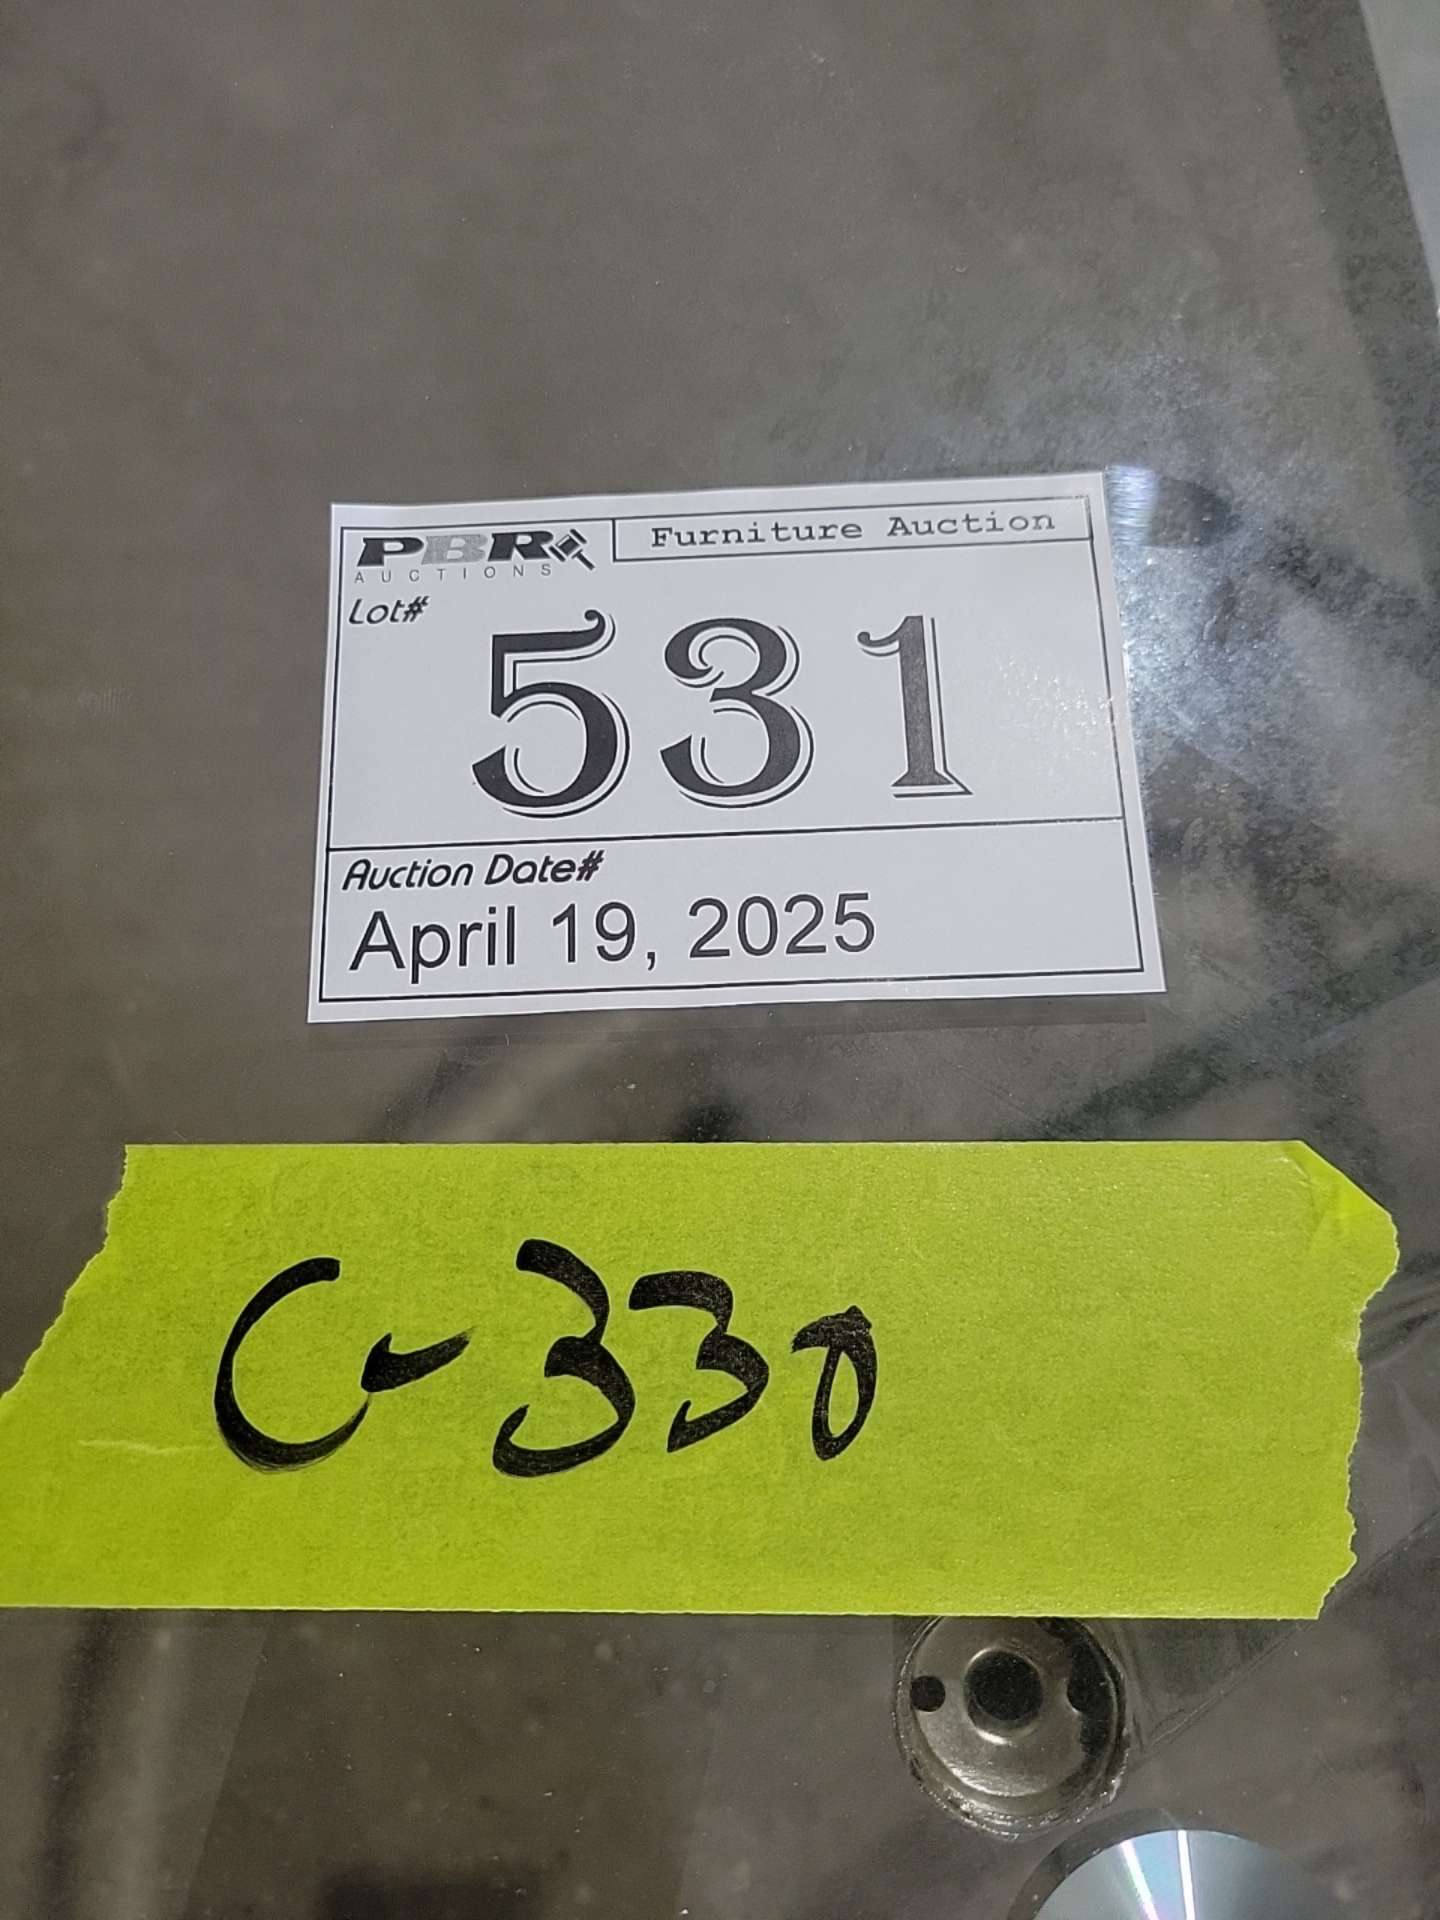 PBR
AUCTIONS
Furniture Auction
Lot#
531
Auction Date#
April 19, 2025
C-330